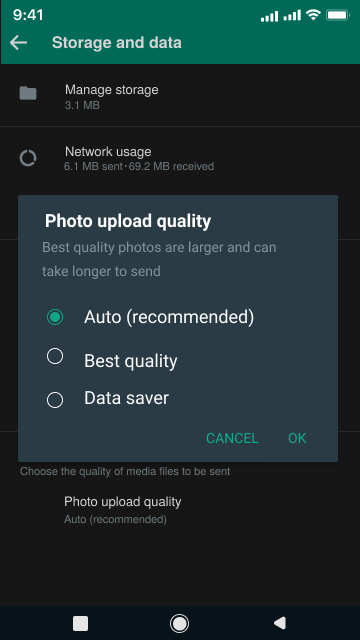 9:41
Storage and data
Manage storage
3.1 MB
Network usage
6.1 MB sent·69.2 MB received
Photo upload quality
Best quality photos are larger and can
take longer to send
Auto (recommended)
Best quality
Data saver
CANCEL OK
Choose the quality of media files to be sent
Photo upload quality
Auto (recommended)